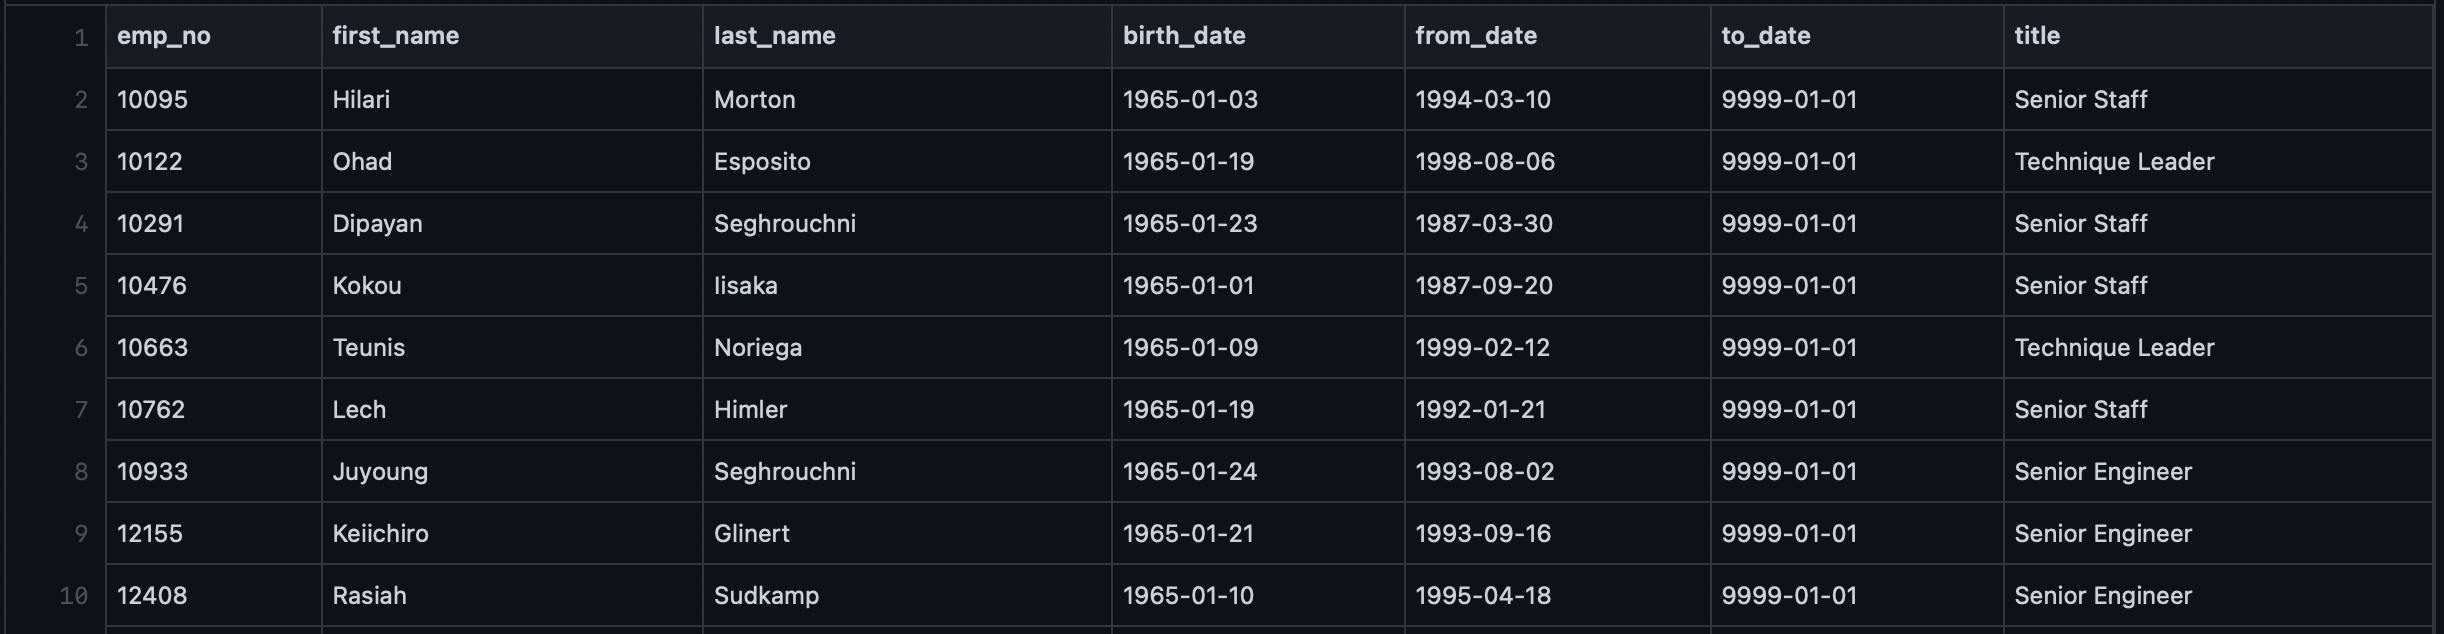 1 emp_no first_name last_name birth_date from_date to_date title
2 10095 Hilari Morton 1965-01-03 1994-03-10 9999-01-01 Senior Staff
3 10122 Ohad Esposito 1965-01-19 1998-08-06 9999-01-01 Technique Leader
4 10291 Dipayan Seghrouchni 1965-01-23 1987-03-30 9999-01-01 Senior Staff
5 10476 Kokou Iisaka 1965-01-01 1987-09-20 9999-01-01 Senior Staff
6 10663 Teunis Noriega 1965-01-09 1999-02-12 9999-01-01 Technique Leader
7 10762 Lech Himler 1965-01-19 1992-01-21 9999-01-01 Senior Staff
8 10933 Juyoung Seghrouchni 1965-01-24 1993-08-02 9999-01-01 Senior Engineer
9 12155 Keiichiro Glinert 1965-01-21 1993-09-16 9999-01-01 Senior Engineer
10 12408 Rasiah Sudkamp 1965-01-10 1995-04-18 9999-01-01 Senior Engineer